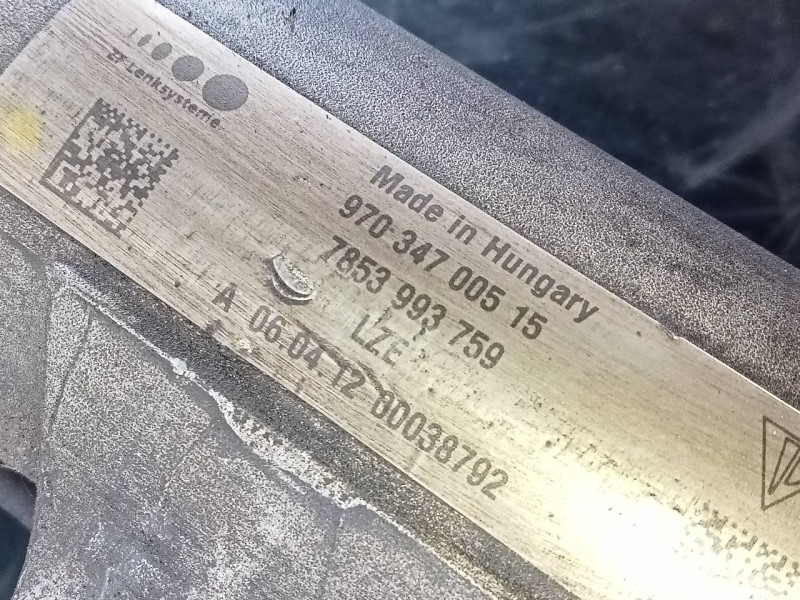 ZF Lenksysteme
Made in Hungary
970 347 005 15
7853 993 759
LZE
A 06 04 12 00038792